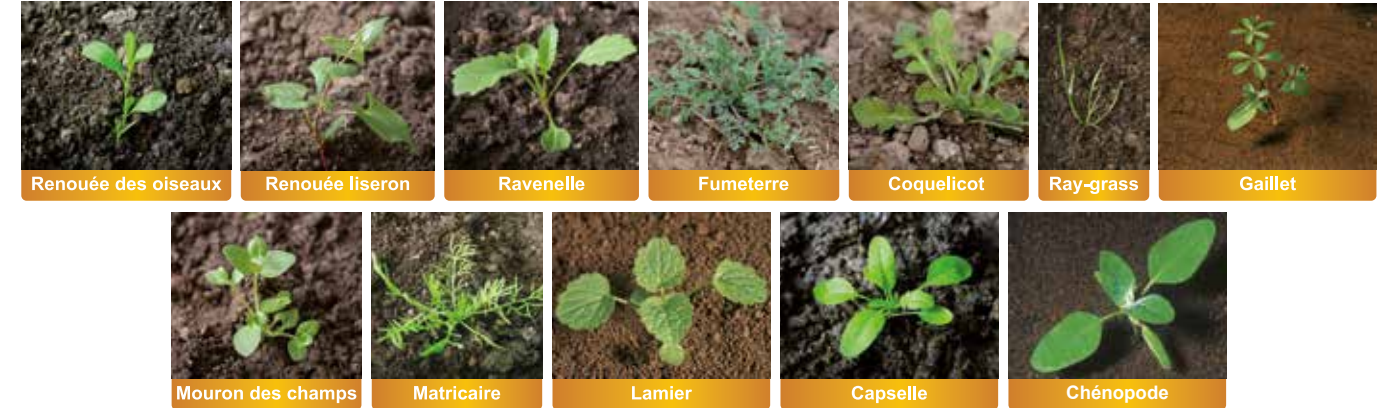 Renouée des oiseaux
Renouée liseron
Ravenelle
Fumeterre
Coquelicot
Ray-grass
Gaillet
Mouron des champs
Matricaire
Lamier
Capselle
Chénopode